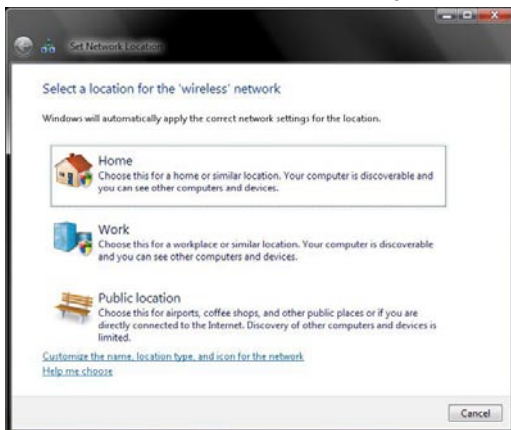 Set Network Location
Select a location for the 'wireless' network
Windows will automatically apply the correct network settings for the location.
Home
Choose this for a home or similar location. Your computer is discoverable and
you can see other computers and devices.
Work
Choose this for a workplace or similar location. Your computer is discoverable
and you can see other computers and devices.
Public location
Choose this for airports, coffee shops, and other public places or if you are
directly connected to the Internet. Discovery of other computers and devices is
limited.
Customize the name, location type, and icon for the network
Help me choose
Cancel